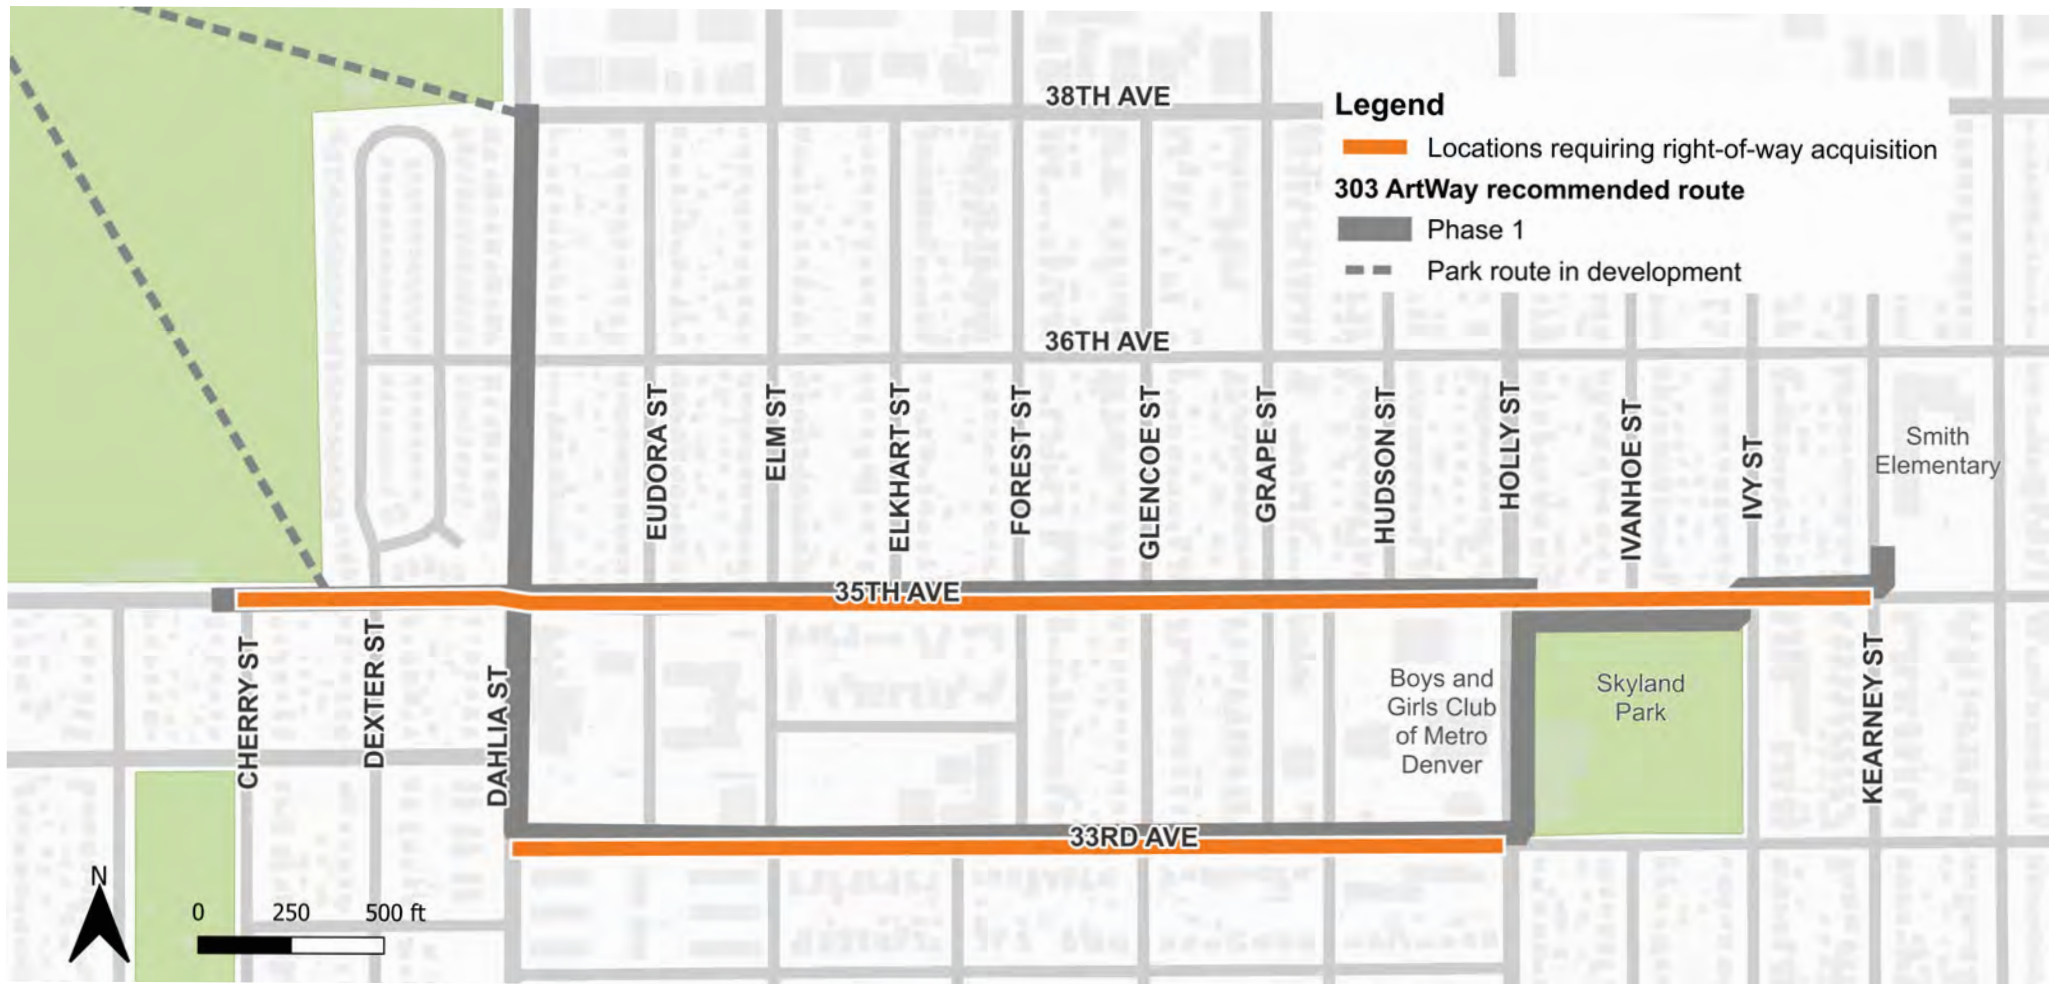 38TH AVE
Legend
Locations requiring right-of-way acquisition
303 ArtWay recommended route
Phase 1
Park route in development
36TH AVE
EUDORA ST
ELM ST
ELKHART ST
FOREST ST
GLENCOE ST
GRAPE ST
HUDSON ST
HOLLY ST
IVANHOE ST
IVY ST
Smith
Elementary
35TH AVE
CHERRY ST
DEXTER ST
DAHLIA ST
Boys and
Girls Club
of Metro
Denver
Skyland
Park
KEARNEY ST
33RD AVE
N
0 250 500 ft